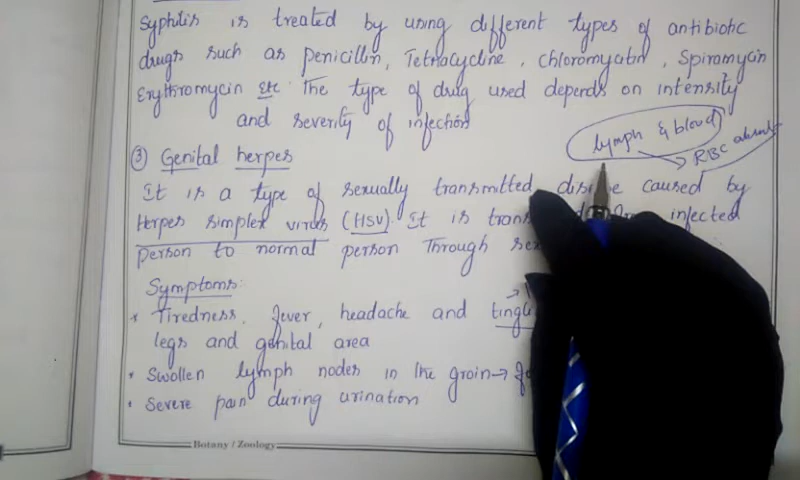 Syphilis is treated by using different types of antibiotic
drugs such as penicillin, Tetracycline, chloromycetin, Spiromycin
Erythromycin Etc. The type of drug used depends on intensity
and severity of infection
lymph & blood
RBC absent
③ Genital herpes
It is a type of sexually transmitted caused by
Herpes simplex virus (HSV). It is infected
person to normal person Through
Symptoms:
* Tiredness, fever, headache and
legs and genital area
* Swollen lymph nodes in the groin→
* Severe pain during urination
Botany / Zoology